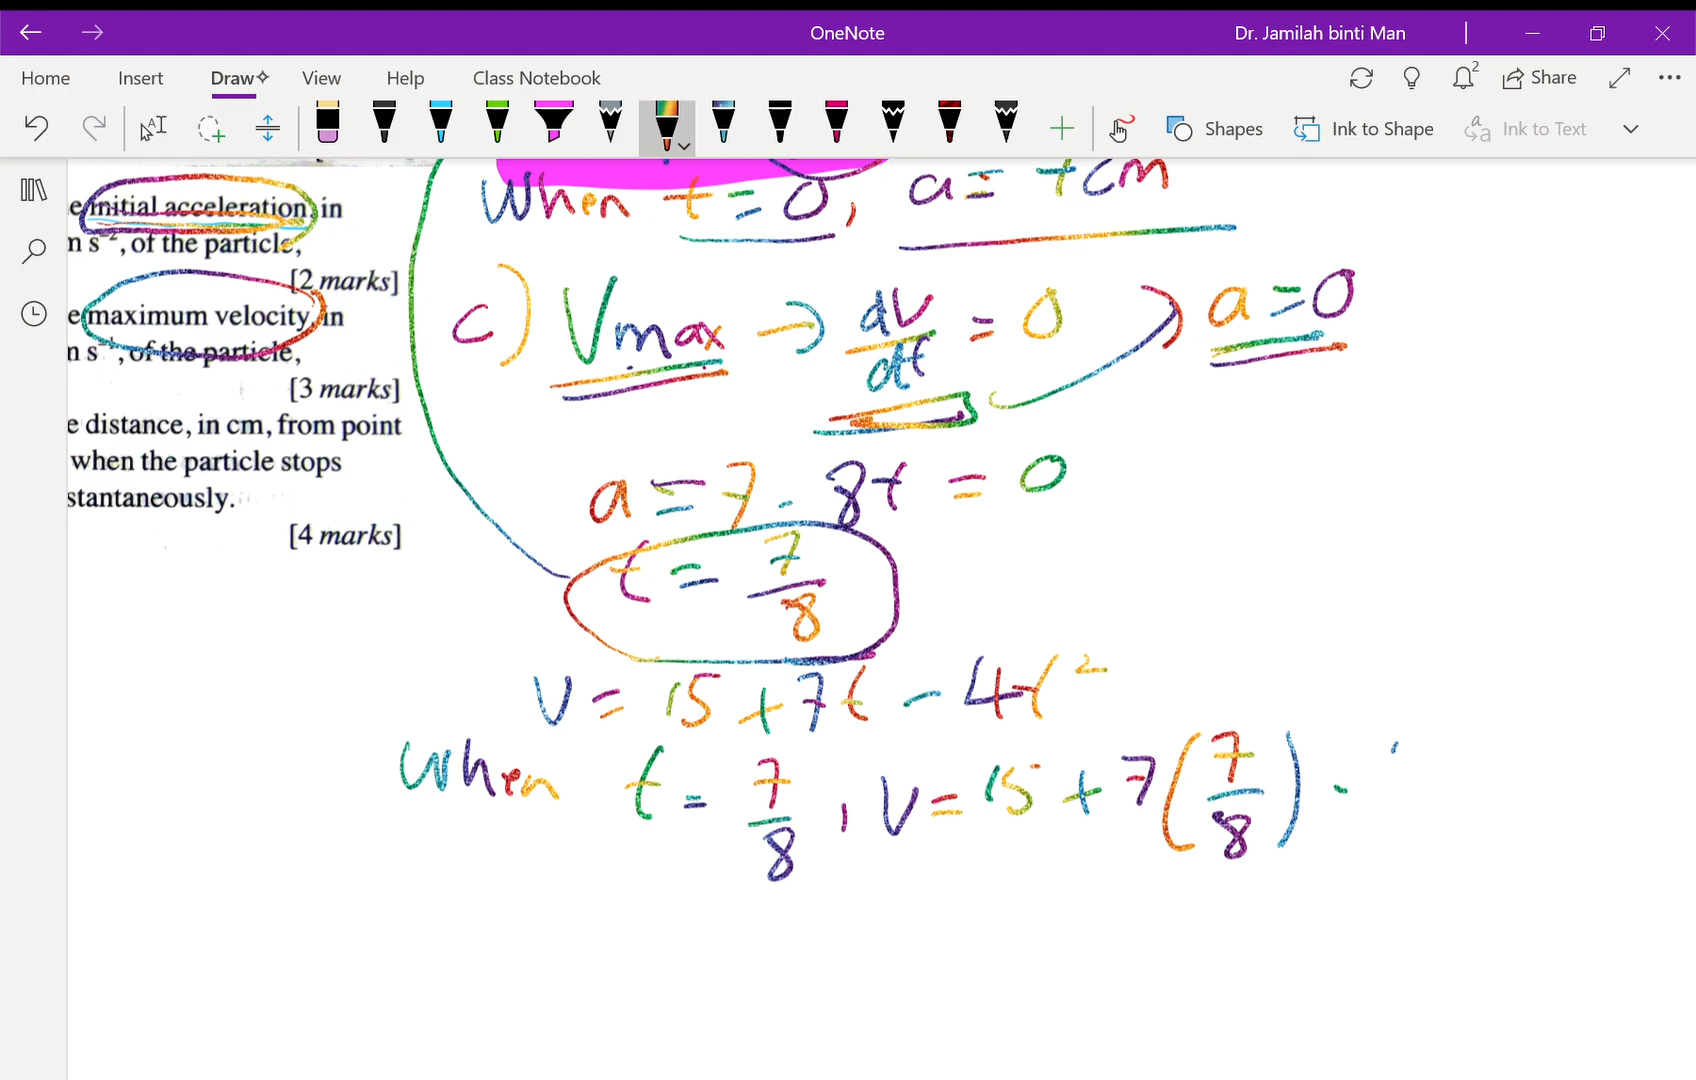 OneNote
Dr. Jamilah binti Man
Home Insert Draw View Help Class Notebook 2 Share
Shapes Ink to Shape Ink to Text
e initial acceleration, in
m s⁻², of the particle,
[2 marks]
e maximum velocity, in
m s⁻¹, of the particle,
[3 marks]
e distance, in cm, from point
when the particle stops
stantaneously.
[4 marks]
When t = 0, a = 7cm
c) Vmax → dv/dt = 0 → a = 0
a = 7 - 8t = 0
t = 7/8
V = 15 + 7t - 4t²
When t = 7/8, V = 15 + 7(7/8) -